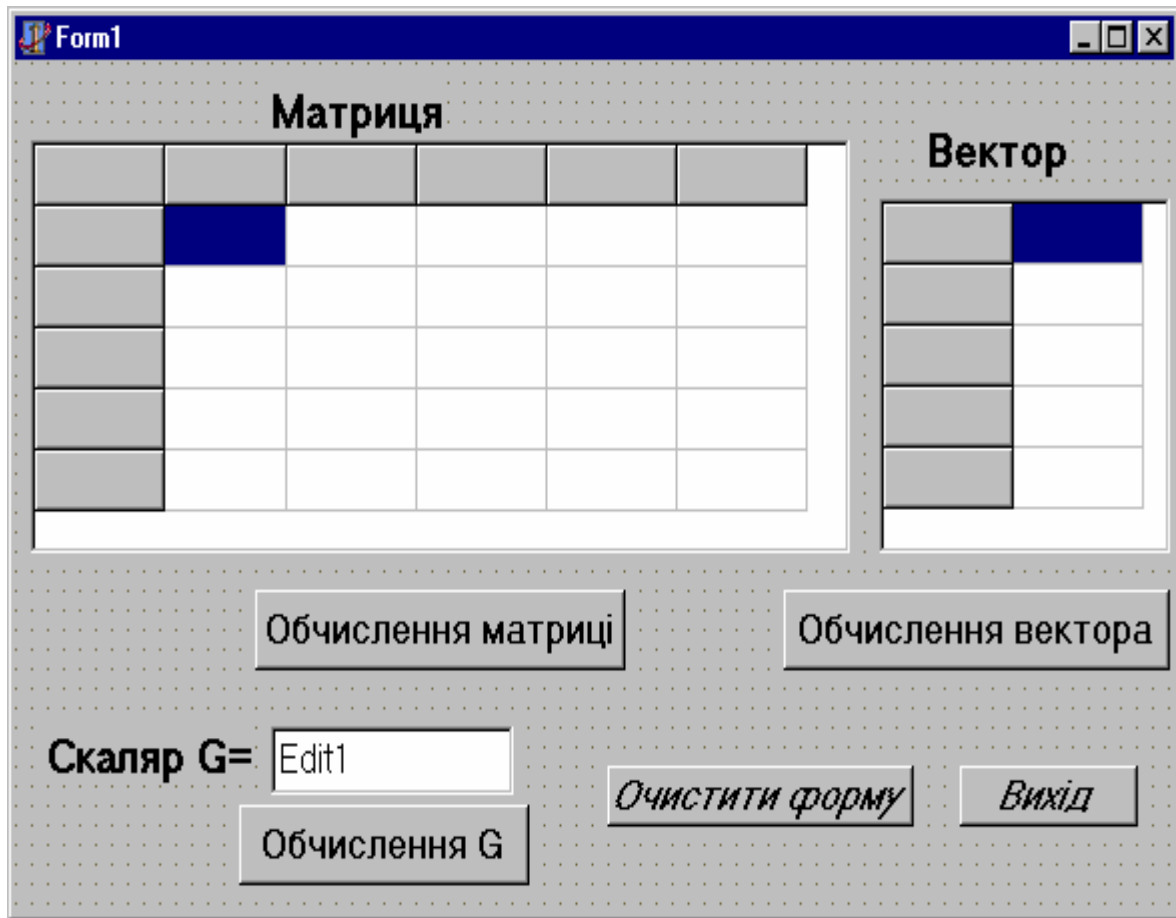 Form1
Матриця
Вектор
Обчислення матриці
Обчислення вектора
Скаляр G=
Edit1
Очистити форму
Вихід
Обчислення G